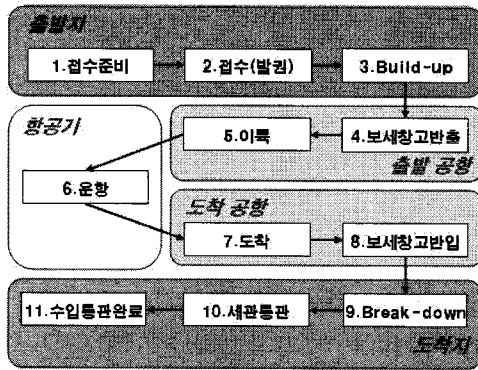 출발지
1.접수준비
2.접수(발권)
3.Build-up
항공기
5.이륙
4.보세창고반출
출발 공항
6.운항
도착 공항
7.도착
8.보세창고반입
11.수입통관완료
10.세관통관
9.Break-down
도착지